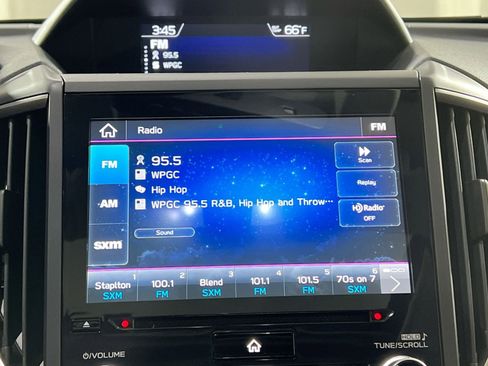 3:45 66°F
FM
95.5
WPGC
Radio FM
FM
95.5
Scan
WPGC
Hip Hop
Replay
AM
WPGC 95.5 R&B, Hip Hop and Throw···
HD Radio
OFF
sxm
Sound
1 2 3 4 5 6
Staplton 100.1 Blend 101.1 101.5 70s on 7
SXM FM SXM FM FM SXM
⏻/VOLUME
HOLD ♪
TUNE/SCROLL